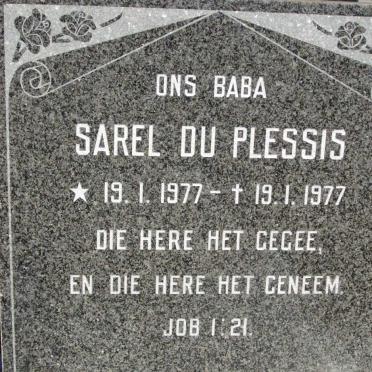 ONS BABA
SAREL DU PLESSIS
★ 19. 1. 1977 – † 19. 1. 1977
DIE HERE HET GEGEE,
EN DIE HERE HET GENEEM.
JOB 1:21.